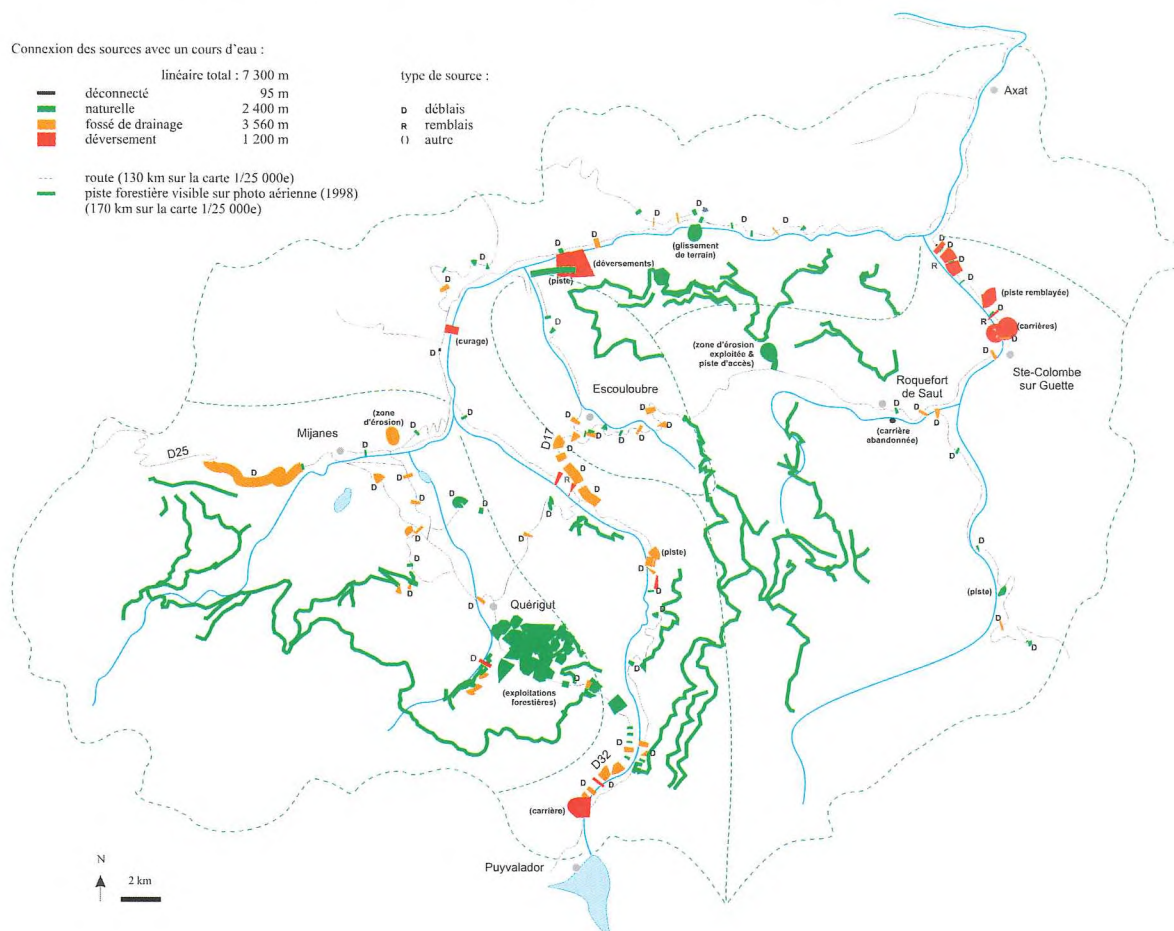 Connexion des sources avec un cours d'eau :
linéaire total : 7 300 m
déconnecté 95 m
naturelle 2 400 m
fossé de drainage 3 560 m
déversement 1 200 m
type de source :
D déblais
R remblais
() autre
route (130 km sur la carte 1/25 000e)
piste forestière visible sur photo aérienne (1998)
(170 km sur la carte 1/25 000e)
Axat
D
D
D
D
D
D
(glissement
de terrain)
(déversements)
(piste)
D
D
D
D
R
D
(piste remblayée)
D
R
(carrières)
D
D
Ste-Colombe
sur Guette
(curage)
D
D
(zone d'érosion
exploitée &
piste d'accès)
Escouloubre
Roquefort
de Saut
D
D
D
(carrière
abandonnée)
D
(zone
d'érosion)
D
D
Mijanes
D
D25
D
D17
D
D
D
D
D
D
R
D
D
D
D
D
D
D
D
D
(piste)
D
D
D
(piste)
D
D
D
Quérigut
D
(exploitations
forestières)
D
D
D
D32
D
D
D
(carrière)
Puyvalador
N
2 km